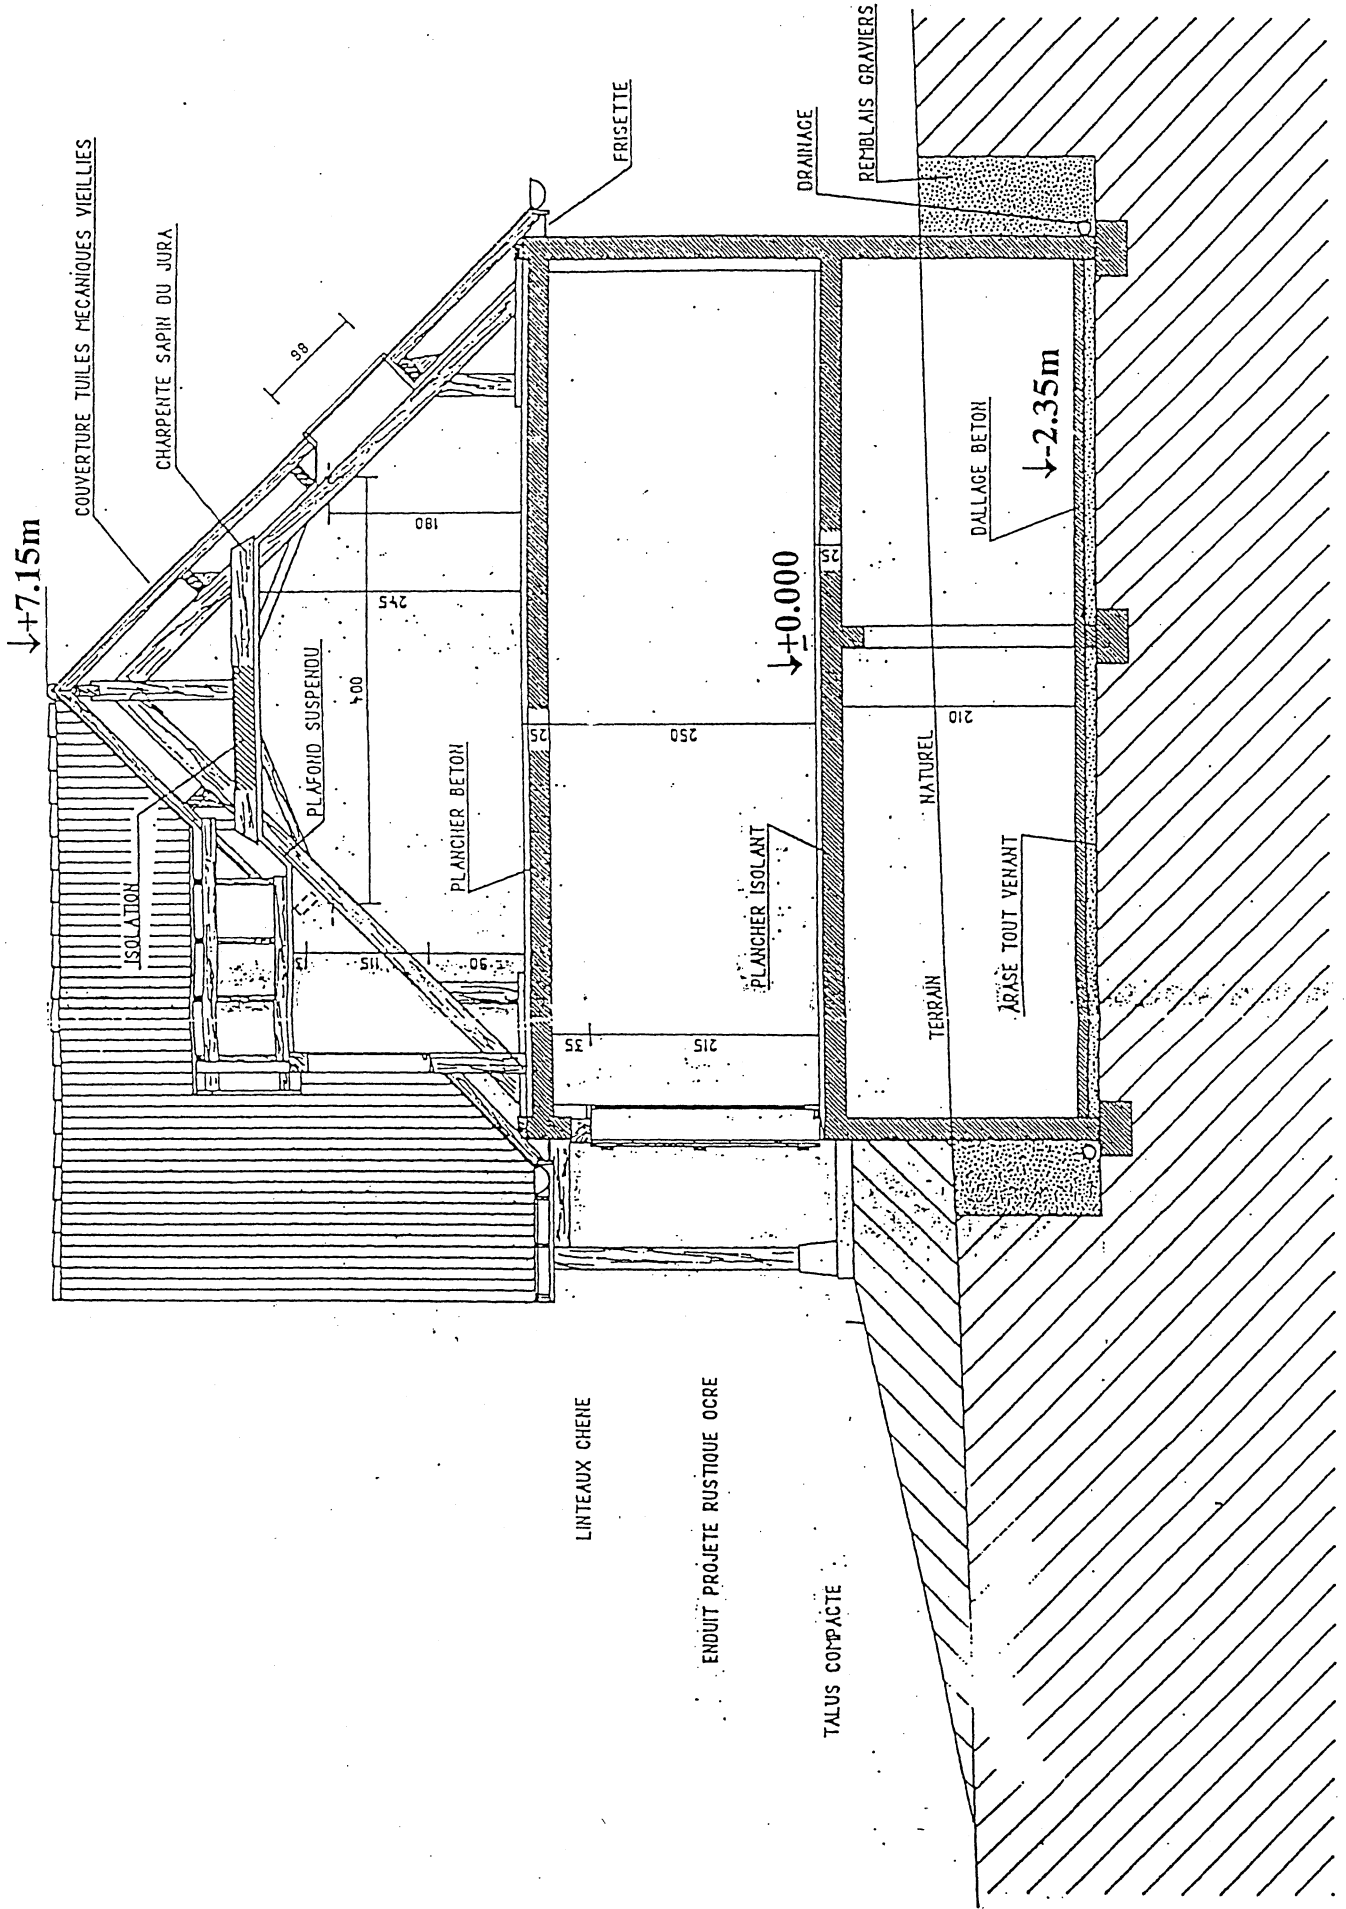 +7.15m
COUVERTURE TUILES MECANIQUES VIEILLIES
CHARPENTE SAPIN DU JURA
98
FRISETTE
ISOLATION
PLAFOND SUSPENDU
180
245
400
13
115
90
PLANCHER BETON
25
250
35
215
PLANCHER ISOLANT
+0.000
25
DRAINAGE
REMBLAIS GRAVIERS
TERRAIN NATUREL
210
DALLAGE BETON
-2.35m
ARASE TOUT VENANT
LINTEAUX CHENE
ENDUIT PROJETE RUSTIQUE OCRE
TALUS COMPACTE